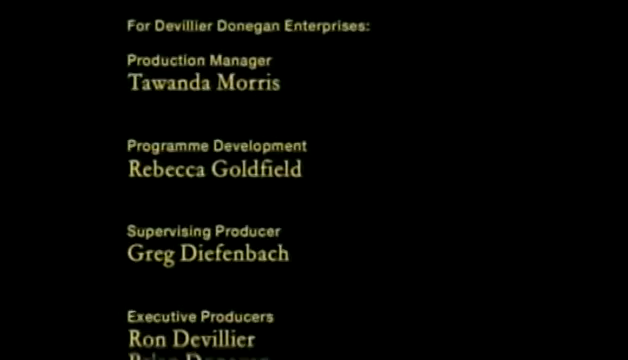 For Devillier Donegan Enterprises:
Production Manager
Tawanda Morris
Programme Development
Rebecca Goldfield
Supervising Producer
Greg Diefenbach
Executive Producers
Ron Devillier